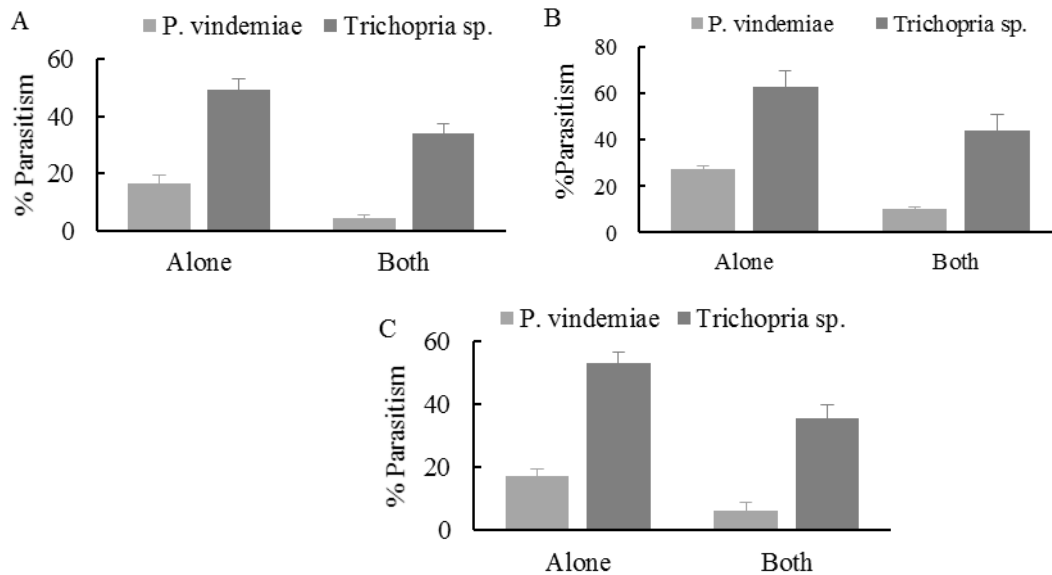 A
P. vindemiae Trichopria sp.
% Parasitism
60
40
20
0
Alone Both
B
P. vindemiae Trichopria sp.
%Parasitism
80
60
40
20
0
Alone Both
C
P. vindemiae Trichopria sp.
% Parasitism
60
40
20
0
Alone Both